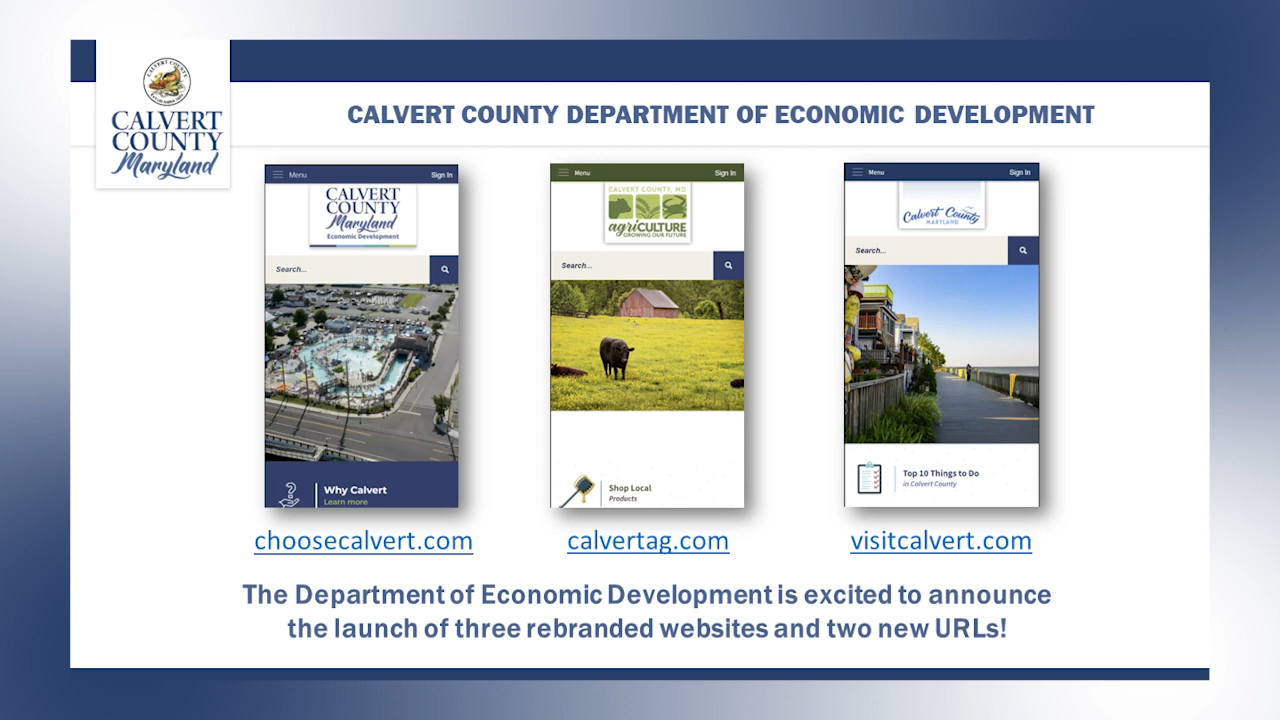 CALVERT COUNTY
CALVERT
COUNTY
Maryland
CALVERT COUNTY DEPARTMENT OF ECONOMIC DEVELOPMENT
Menu
Sign In
CALVERT
COUNTY
Maryland
Economic Development
Search...
Why Calvert
Learn more
choosecalvert.com
Menu
Sign In
CALVERT COUNTY, MD
agriCULTURE
GROWING OUR FUTURE
Search...
Shop Local
Products
calvertag.com
Menu
Sign In
Calvert County
MARYLAND
Search...
Top 10 Things to Do
in Calvert County
visitcalvert.com
The Department of Economic Development is excited to announce
the launch of three rebranded websites and two new URLs!